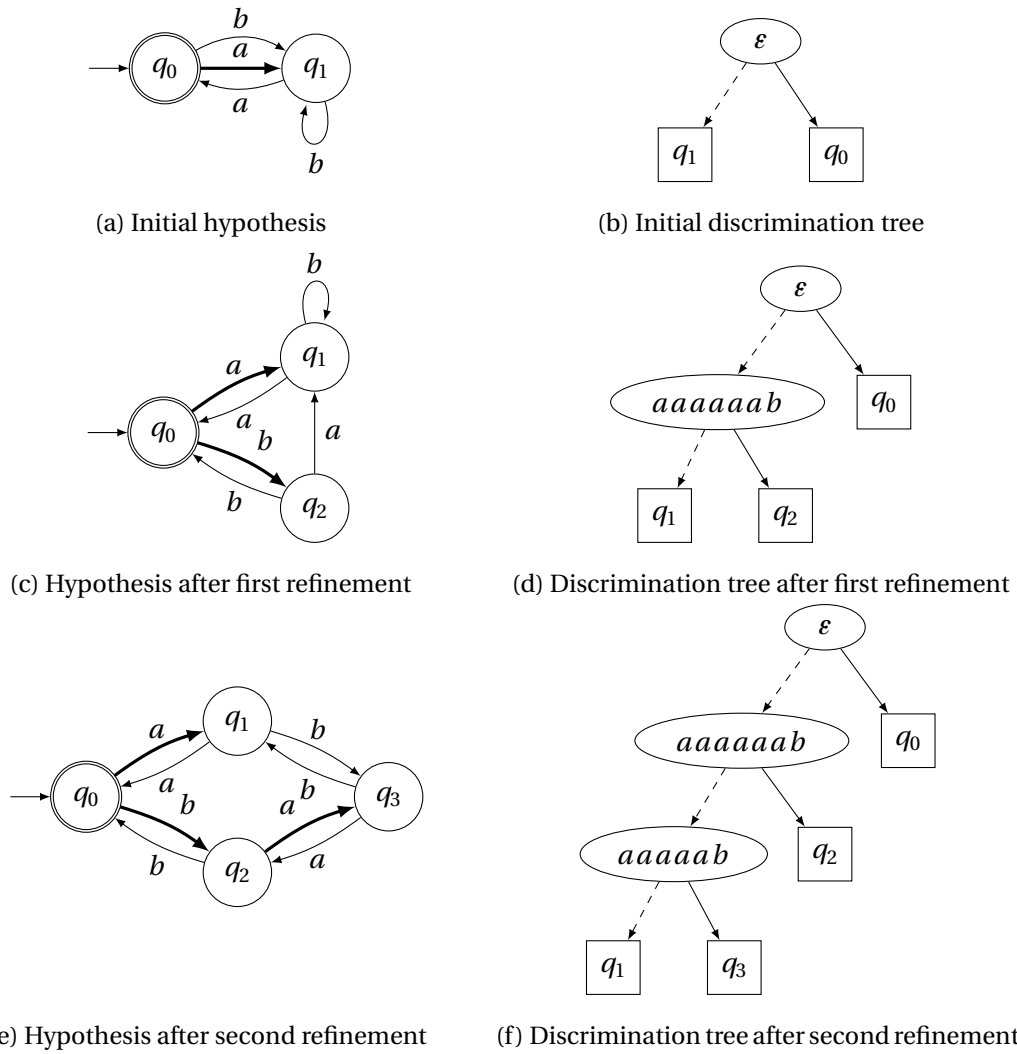 b
q0 a q1
a
b
ε
q1 q0
(a) Initial hypothesis
(b) Initial discrimination tree
b
q1
a
a
q0
b
a
b
q2
ε
aaaaaab
q0
q1 q2
(c) Hypothesis after first refinement
(d) Discrimination tree after first refinement
q1
a b
a
q0 b a b q3
b
q2
a
ε
aaaaaab
q0
aaaaab
q2
q1 q3
e) Hypothesis after second refinement
(f) Discrimination tree after second refinement